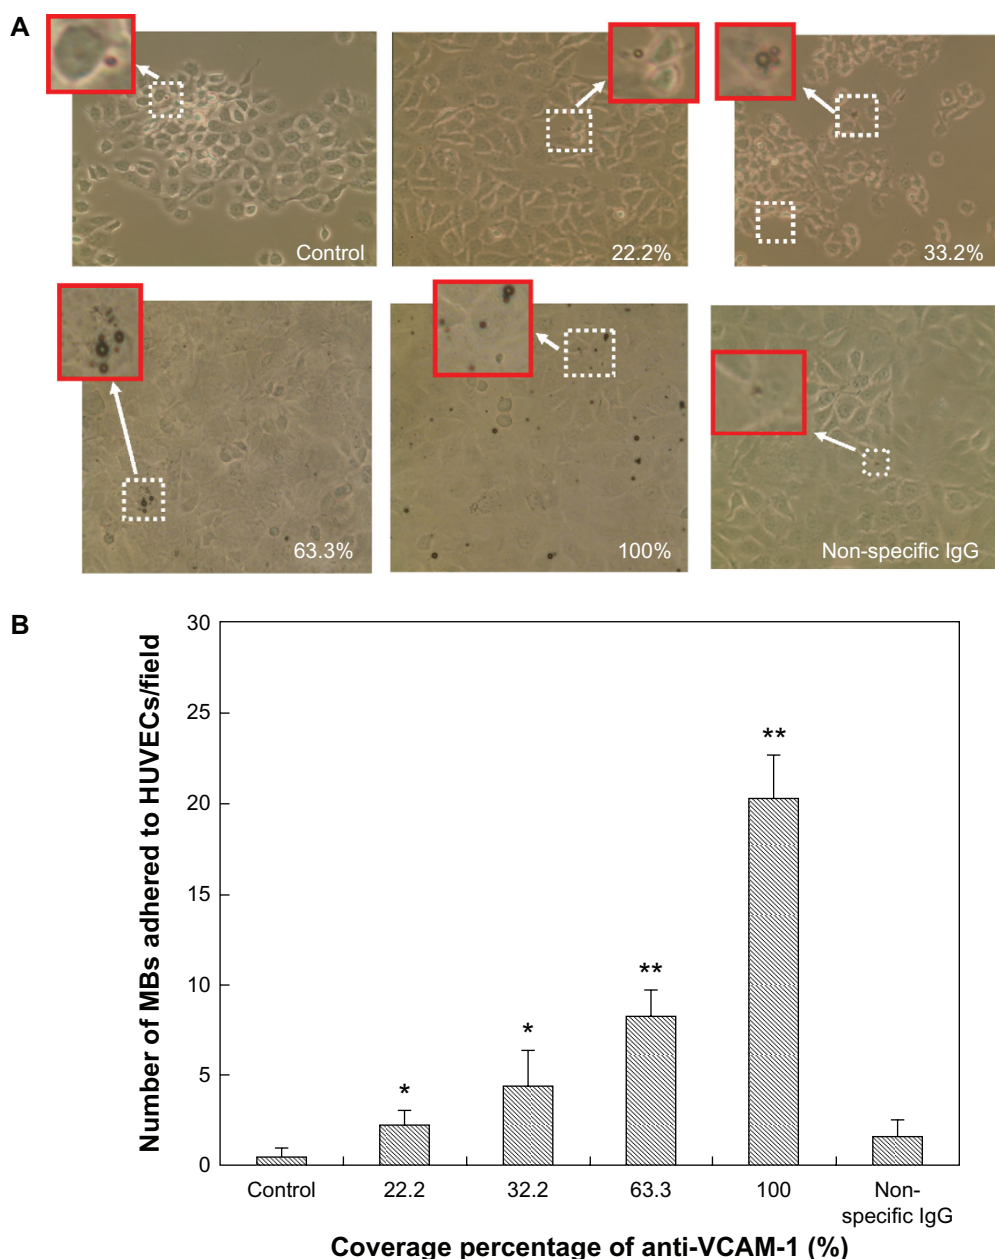 A
Control
22.2%
33.2%
63.3%
100%
Non-specific IgG
B
Number of MBs adhered to HUVECs/field
30
25
20
15
10
5
0
*
*
**
**
Control
22.2
32.2
63.3
100
Non-
specific IgG
Coverage percentage of anti-VCAM-1 (%)